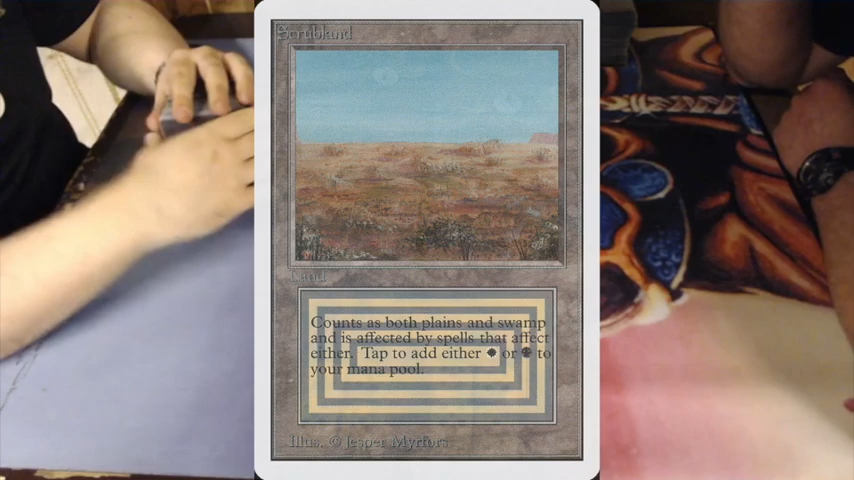 Scrubland
Land
Counts as both plains and swamp
and is affected by spells that affect
either. Tap to add either or to
your mana pool.
Illus. © Jesper Myrfors